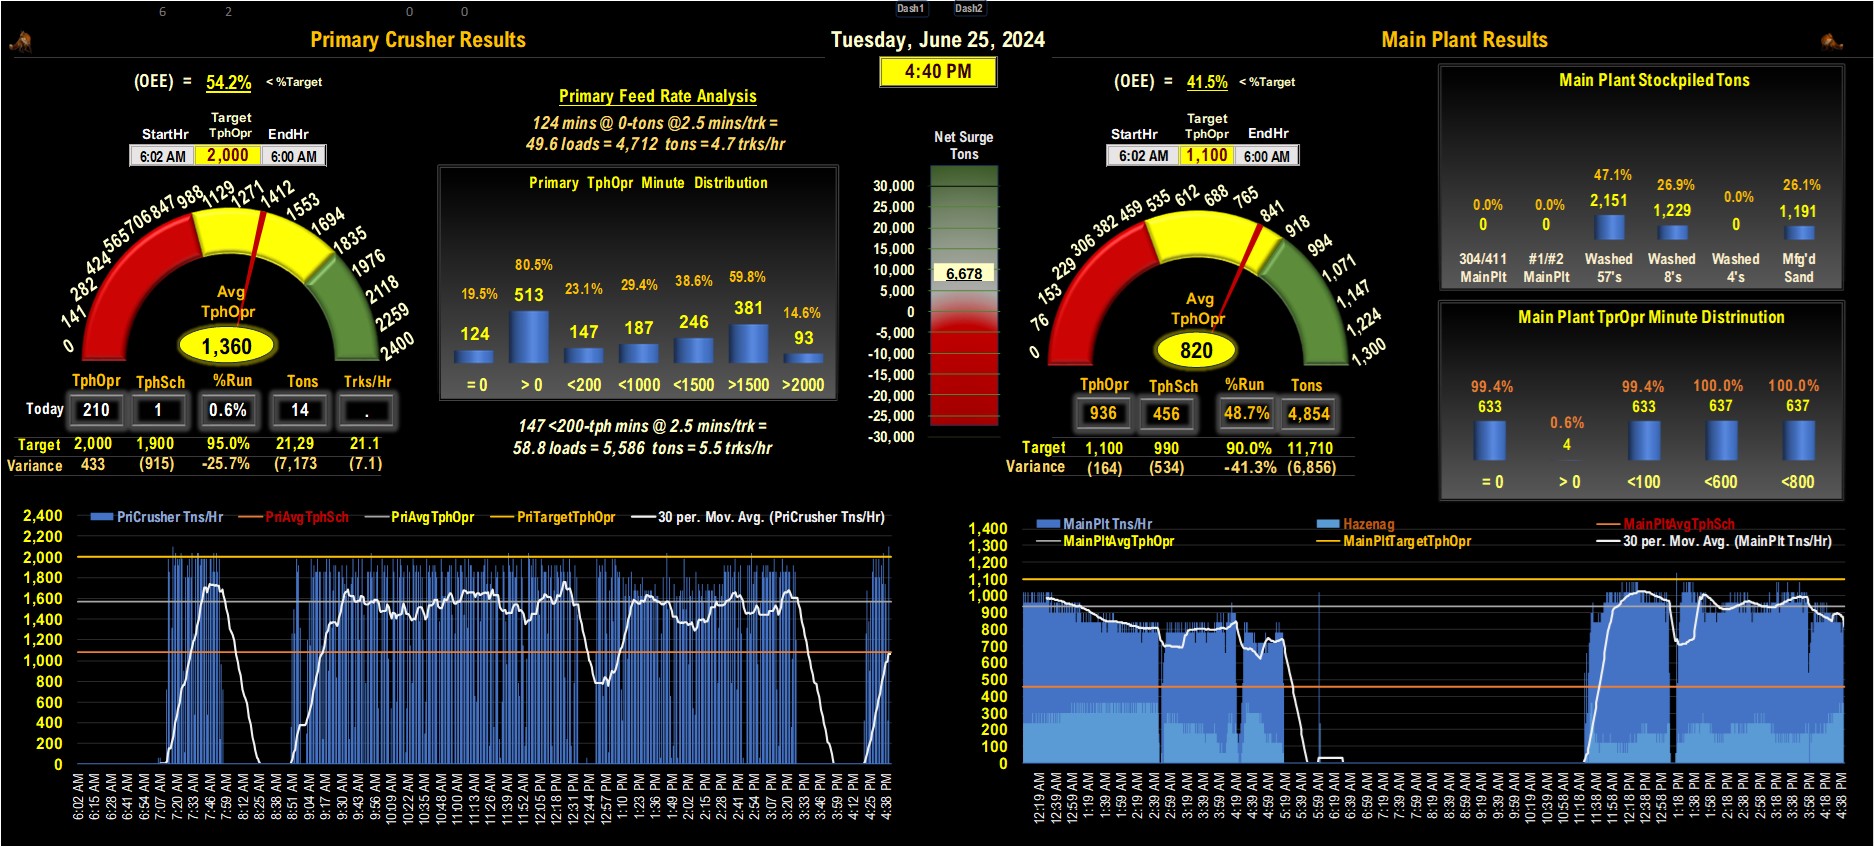 6 2 0 0 Dash1 Dash2
Primary Crusher Results
Tuesday, June 25, 2024
Main Plant Results
4:40 PM
(OEE) = 54.2% < %Target
Target
StartHr TphOpr EndHr
6:02 AM 2,000 6:00 AM
0 141 282 424 565 706 847 988 1129 1271 1412 1553 1694 1835 1976 2118 2259 2400
Avg
TphOpr
1,360
TphOpr TphSch %Run Tons Trks/Hr
Today 210 1 0.6% 14 .
Target 2,000 1,900 95.0% 21,29 21.1
Variance 433 (915) -25.7% (7,173 (7.1)
Primary Feed Rate Analysis
124 mins @ 0-tons @2.5 mins/trk =
49.6 loads = 4,712 tons = 4.7 trks/hr
Primary TphOpr Minute Distribution
19.5% 80.5% 23.1% 29.4% 38.6% 59.8% 14.6%
124 513 147 187 246 381 93
= 0 > 0 <200 <1000 <1500 >1500 >2000
147 <200-tph mins @ 2.5 mins/trk =
58.8 loads = 5,586 tons = 5.5 trks/hr
Net Surge
Tons
30,000
25,000
20,000
15,000
10,000
6,678
5,000
0
-5,000
-10,000
-15,000
-20,000
-25,000
-30,000
(OEE) = 41.5% < %Target
Target
StartHr TphOpr EndHr
6:02 AM 1,100 6:00 AM
0 76 153 229 306 382 459 535 612 688 765 841 918 994 1,071 1,147 1,224 1,300
Avg
TphOpr
820
TphOpr TphSch %Run Tons
936 456 48.7% 4,854
Target 1,100 990 90.0% 11,710
Variance (164) (534) -41.3% (6,856)
Main Plant Stockpiled Tons
0.0% 0.0% 47.1% 26.9% 0.0% 26.1%
0 0 2,151 1,229 0 1,191
304/411 #1/#2 Washed Washed Washed Mfg'd
MainPlt MainPlt 57's 8's 4's Sand
Main Plant TprOpr Minute Distrinution
99.4% 0.6% 99.4% 100.0% 100.0%
633 4 633 637 637
= 0 > 0 <100 <600 <800
PriCrusher Tns/Hr PriAvgTphSch PriAvgTphOpr PriTargetTphOpr 30 per. Mov. Avg. (PriCrusher Tns/Hr)
2,400
2,200
2,000
1,800
1,600
1,400
1,200
1,000
800
600
400
200
0
6:02 AM 6:15 AM 6:28 AM 6:41 AM 6:54 AM 7:07 AM 7:20 AM 7:33 AM 7:46 AM 7:59 AM 8:12 AM 8:25 AM 8:38 AM 8:51 AM 9:04 AM 9:17 AM 9:30 AM 9:43 AM 9:56 AM 10:09 AM 10:22 AM 10:35 AM 10:48 AM 11:00 AM 11:13 AM 11:26 AM 11:39 AM 11:52 AM 12:05 PM 12:18 PM 12:31 PM 12:44 PM 12:57 PM 1:10 PM 1:23 PM 1:36 PM 1:49 PM 2:02 PM 2:15 PM 2:28 PM 2:41 PM 2:54 PM 3:07 PM 3:20 PM 3:33 PM 3:46 PM 3:59 PM 4:12 PM 4:25 PM 4:38 PM
MainPlt Tns/Hr Hazenag MainPltAvgTphSch
MainPltAvgTphOpr MainPltTargetTphOpr 30 per. Mov. Avg. (MainPlt Tns/Hr)
1,400
1,300
1,200
1,100
1,000
900
800
700
600
500
400
300
200
100
0
12:19 AM 12:39 AM 12:59 AM 1:19 AM 1:39 AM 1:59 AM 2:19 AM 2:39 AM 2:59 AM 3:19 AM 3:39 AM 3:59 AM 4:19 AM 4:39 AM 4:59 AM 5:19 AM 5:39 AM 5:59 AM 6:19 AM 6:39 AM 6:59 AM 7:19 AM 7:39 AM 7:59 AM 8:19 AM 8:39 AM 8:59 AM 9:19 AM 9:39 AM 9:59 AM 10:19 AM 10:39 AM 10:58 AM 11:18 AM 11:38 AM 11:58 AM 12:18 PM 12:38 PM 12:58 PM 1:18 PM 1:38 PM 1:58 PM 2:18 PM 2:38 PM 2:58 PM 3:18 PM 3:38 PM 3:58 PM 4:18 PM 4:38 PM